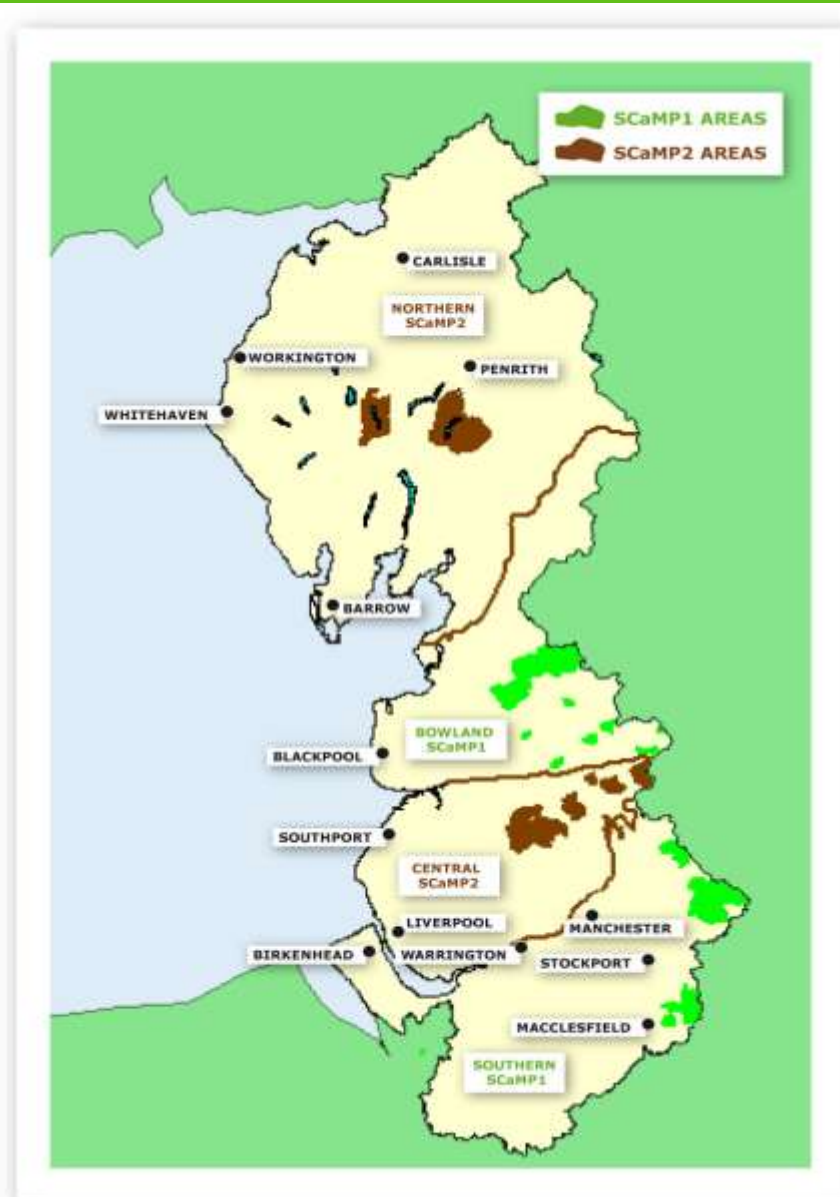 SCaMP1 AREAS
SCaMP2 AREAS
CARLISLE
NORTHERN
SCaMP2
WORKINGTON
PENRITH
WHITEHAVEN
BARROW
BOWLAND
SCaMP1
BLACKPOOL
SOUTHPORT
CENTRAL
SCaMP2
LIVERPOOL
MANCHESTER
BIRKENHEAD
WARRINGTON
STOCKPORT
MACCLESFIELD
SOUTHERN
SCaMP1